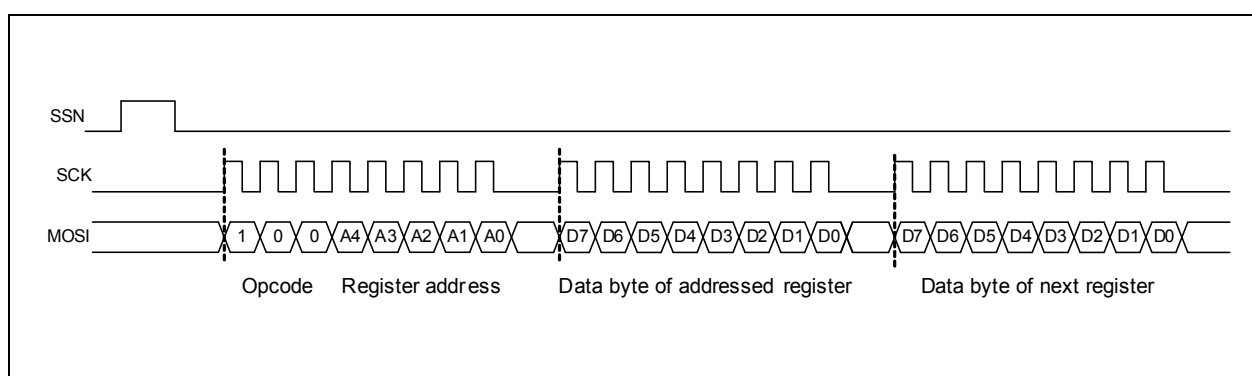 SSN
SCK
MOSI 1 0 0 A4 A3 A2 A1 A0 D7 D6 D5 D4 D3 D2 D1 D0 D7 D6 D5 D4 D3 D2 D1 D0
Opcode Register address Data byte of addressed register Data byte of next register